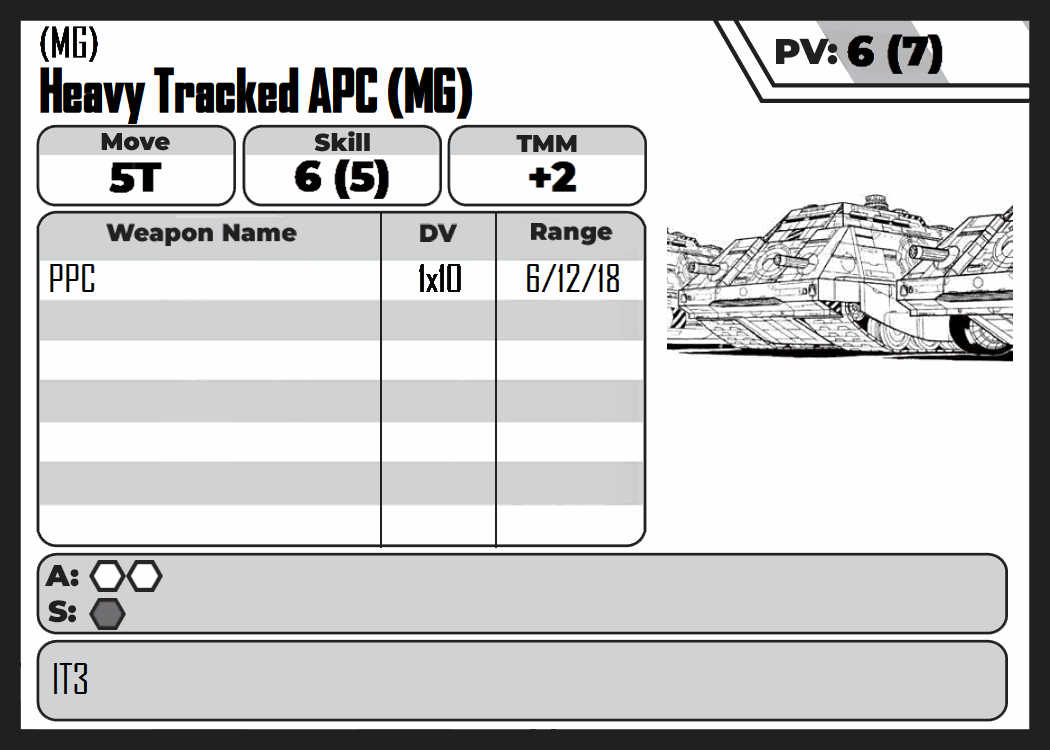 (MG)
Heavy Tracked APC (MG)
PV: 6 (7)
Move
5T
Skill
6 (5)
TMM
+2
Weapon Name DV Range
PPC 1x10 6/12/18
A:
S:
IT3